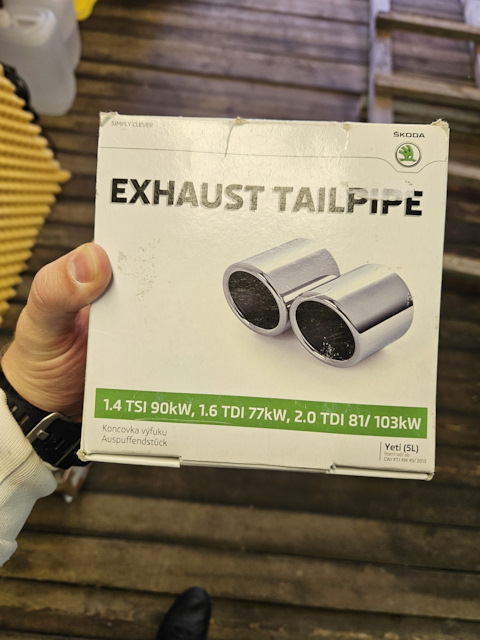 SIMPLY CLEVER
ŠKODA
EXHAUST TAILPIPE
1.4 TSI 90kW, 1.6 TDI 77kW, 2.0 TDI 81/ 103kW
Koncovka výfuku
Auspuffendstück
Yeti (5L)